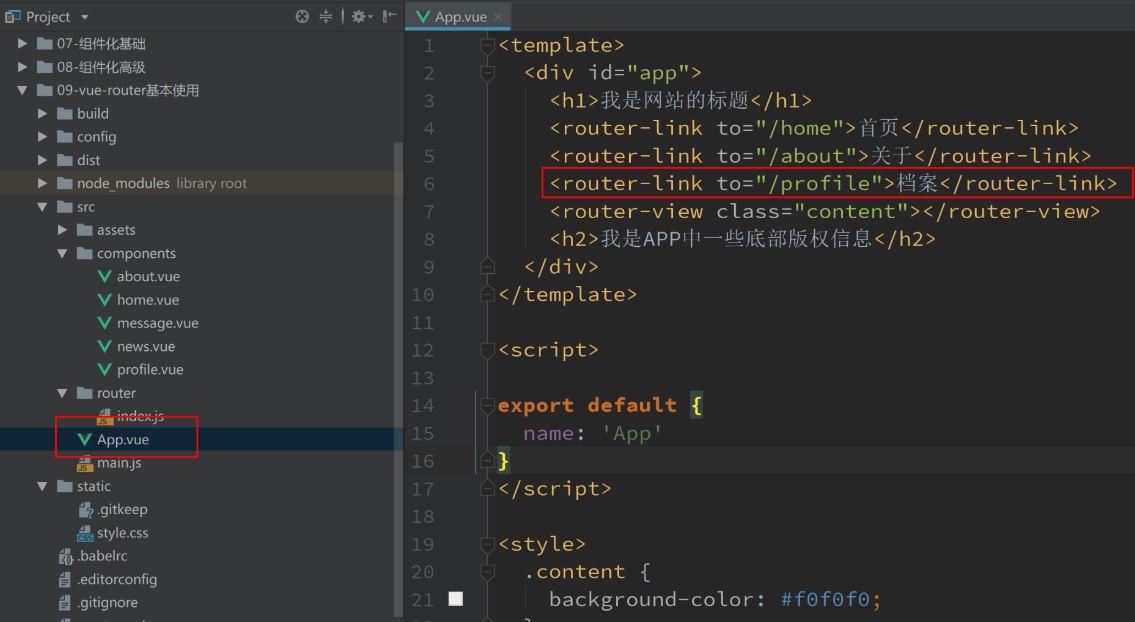 Project
07-组件化基础
08-组件化高级
09-vue-router基本使用
build
config
dist
node_modules library root
src
assets
components
about.vue
home.vue
message.vue
news.vue
profile.vue
router
index.js
App.vue
main.js
static
.gitkeep
style.css
.babelrc
.editorconfig
.gitignore
App.vue
1 <template>
2 <div id="app">
3 <h1>我是网站的标题</h1>
4 <router-link to="/home">首页</router-link>
5 <router-link to="/about">关于</router-link>
6 <router-link to="/profile">档案</router-link>
7 <router-view class="content"></router-view>
8 <h2>我是APP中一些底部版权信息</h2>
9 </div>
10 </template>
11
12 <script>
13
14 export default {
15 name: 'App'
16 }
17 </script>
18
19 <style>
20 .content {
21 background-color: #f0f0f0;